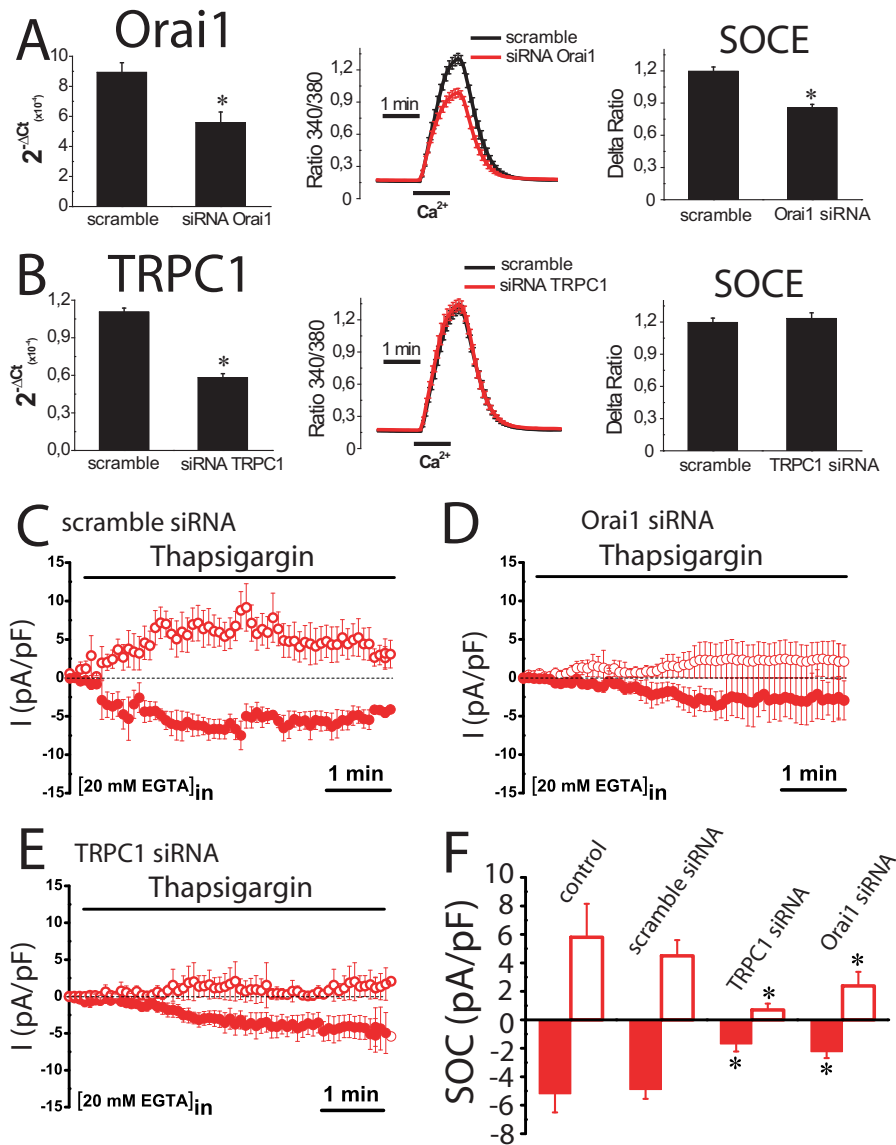 A Orai1
2^-ΔCt (x10⁻⁴)
10
8
6
4
2
0
*
scramble siRNA Orai1
scramble
siRNA Orai1
1 min
Ratio 340/380
1,2
0,9
0,6
0,3
0
Ca²⁺
SOCE
Delta Ratio
1,2
0,9
0,6
0,3
0
*
scramble Orai1 siRNA
B TRPC1
2^-ΔCt (x10⁻⁴)
1,2
0,9
0,6
0,3
0,0
*
scramble siRNA TRPC1
scramble
siRNA TRPC1
1 min
Ratio 340/380
1,2
0,9
0,6
0,3
0
Ca²⁺
SOCE
Delta Ratio
1,2
0,9
0,6
0,3
0
scramble TRPC1 siRNA
C scramble siRNA
Thapsigargin
I (pA/pF)
15
10
5
0
-5
-10
-15
[20 mM EGTA]in
1 min
D Orai1 siRNA
Thapsigargin
I (pA/pF)
15
10
5
0
-5
-10
-15
[20 mM EGTA]in
1 min
E TRPC1 siRNA
Thapsigargin
I (pA/pF)
15
10
5
0
-5
-10
-15
[20 mM EGTA]in
1 min
F
SOC (pA/pF)
8
6
4
2
0
-2
-4
-6
-8
control
scramble siRNA
TRPC1 siRNA
Orai1 siRNA
* *
* *